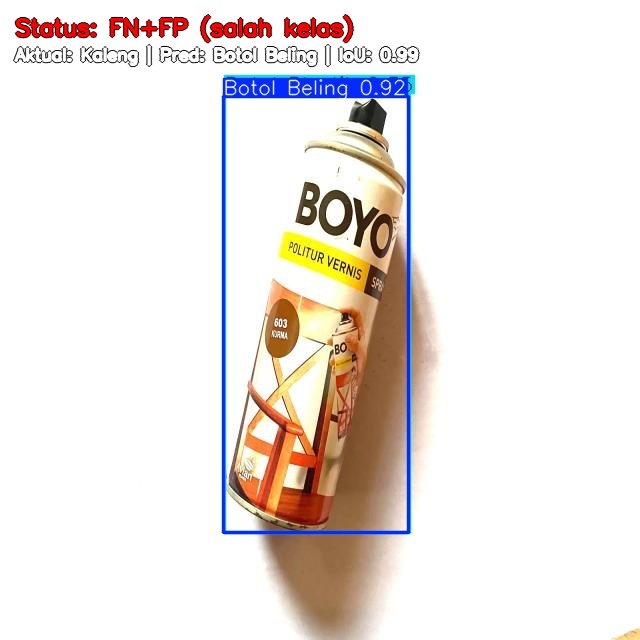 Status: FN+FP (salah kelas)
Aktual: Kaleng | Pred: Botol Beling | IoU: 0.99
Botol Beling 0.92
BOYO
POLITUR VERNIS
603
KURMA
BO